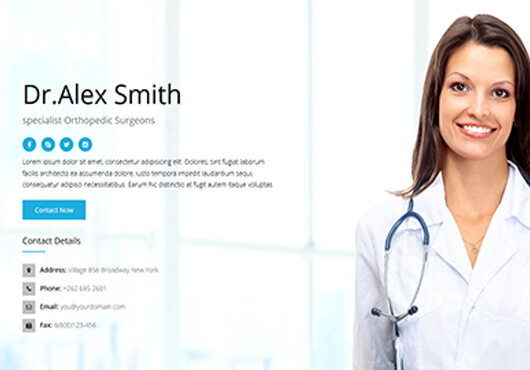 Dr.Alex Smith
specialist Orthopedic Surgeons
Lorem ipsum dolor sit amet, consectetur adipisicing elit. Dolores, sint fugiat laborum
facilis architecto ea assumenda dolore, iusto tempora impedit laudantium sequi,
consequatur adipisci necessitatibus. Earum hic distinctio at fugit autem itaque voluptas.
Contact Now
Contact Details
Address: Village 856 Broadway New York
Phone: +262 695 2601
Email: you@yourdomain.com
Fax: 6(600)123-456